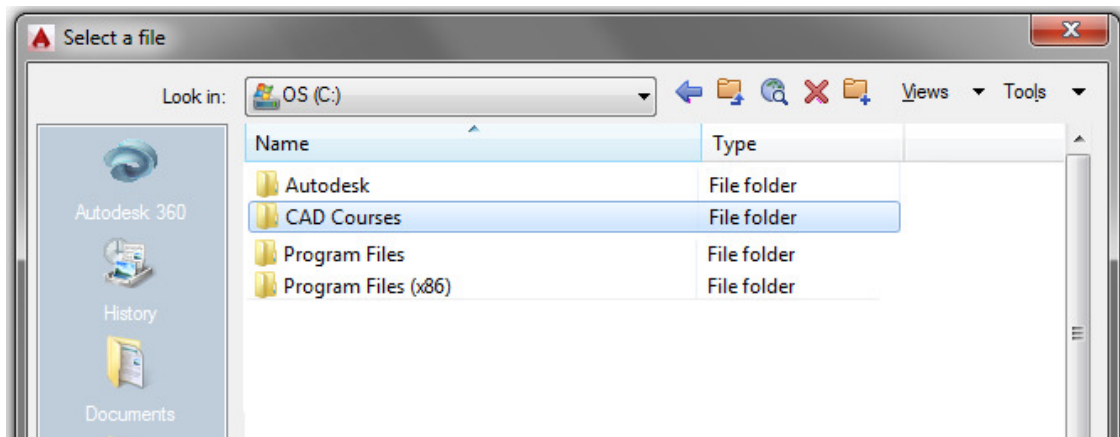 Select a file
Look in: OS (C:) Views Tools
Name Type
Autodesk File folder
CAD Courses File folder
Program Files File folder
Program Files (x86) File folder
Autodesk 360
History
Documents